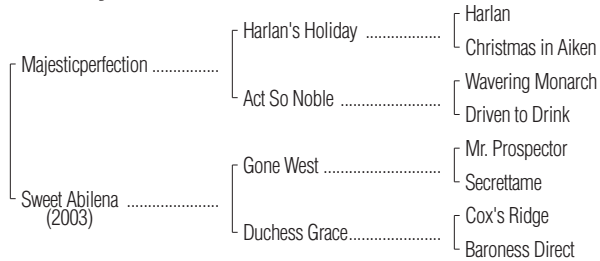 Harlan
Harlan's Holiday ..................
Christmas in Aiken
Majesticperfection ................
Wavering Monarch
Act So Noble ........................
Driven to Drink
Mr. Prospector
Gone West ............................
Secrettame
Sweet Abilena ......................
(2003)
Cox's Ridge
Duchess Grace......................
Baroness Direct